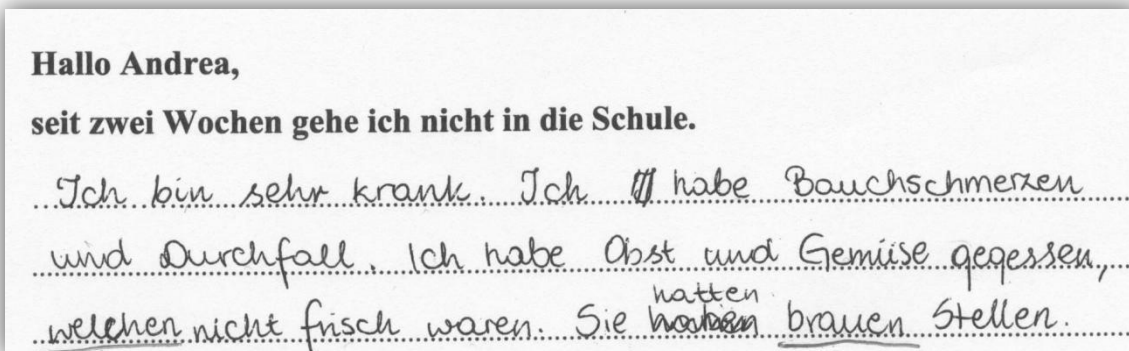 Hallo Andrea,
seit zwei Wochen gehe ich nicht in die Schule.
Ich bin sehr krank. Ich habe Bauchschmerzen
und Durchfall. Ich habe Obst und Gemüse gegessen,
welchen nicht frisch waren. Sie hatten brauen Stellen.